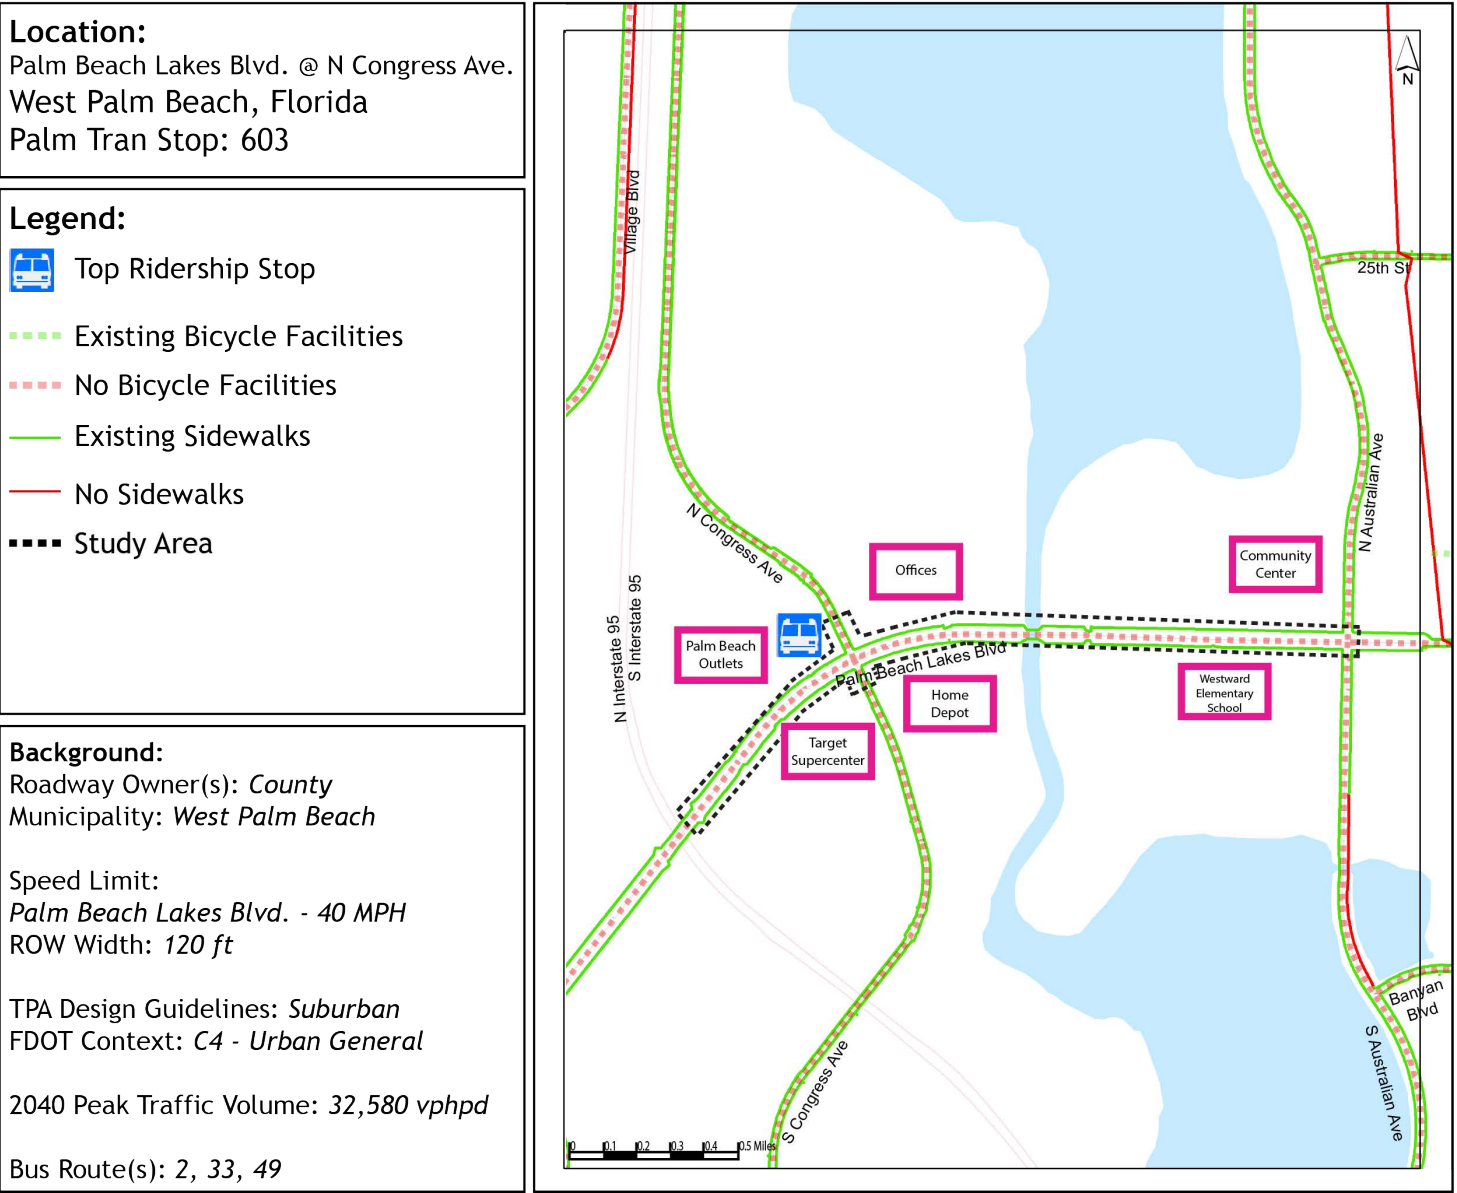 Location:
Palm Beach Lakes Blvd. @ N Congress Ave.
West Palm Beach, Florida
Palm Tran Stop: 603
Legend:
Top Ridership Stop
Existing Bicycle Facilities
No Bicycle Facilities
Existing Sidewalks
No Sidewalks
Study Area
Background:
Roadway Owner(s): County
Municipality: West Palm Beach
Speed Limit:
Palm Beach Lakes Blvd. - 40 MPH
ROW Width: 120 ft
TPA Design Guidelines: Suburban
FDOT Context: C4 - Urban General
2040 Peak Traffic Volume: 32,580 vphpd
Bus Route(s): 2, 33, 49
N
Village Blvd
25th St
N Congress Ave
N Australian Ave
Offices
Community
Center
N Interstate 95
S Interstate 95
Palm Beach
Outlets
Palm Beach Lakes Blvd
Home
Depot
Westward
Elementary
School
Target
Supercenter
Banyan
Blvd
S Australian Ave
S Congress Ave
0 0.1 0.2 0.3 0.4 0.5 Miles